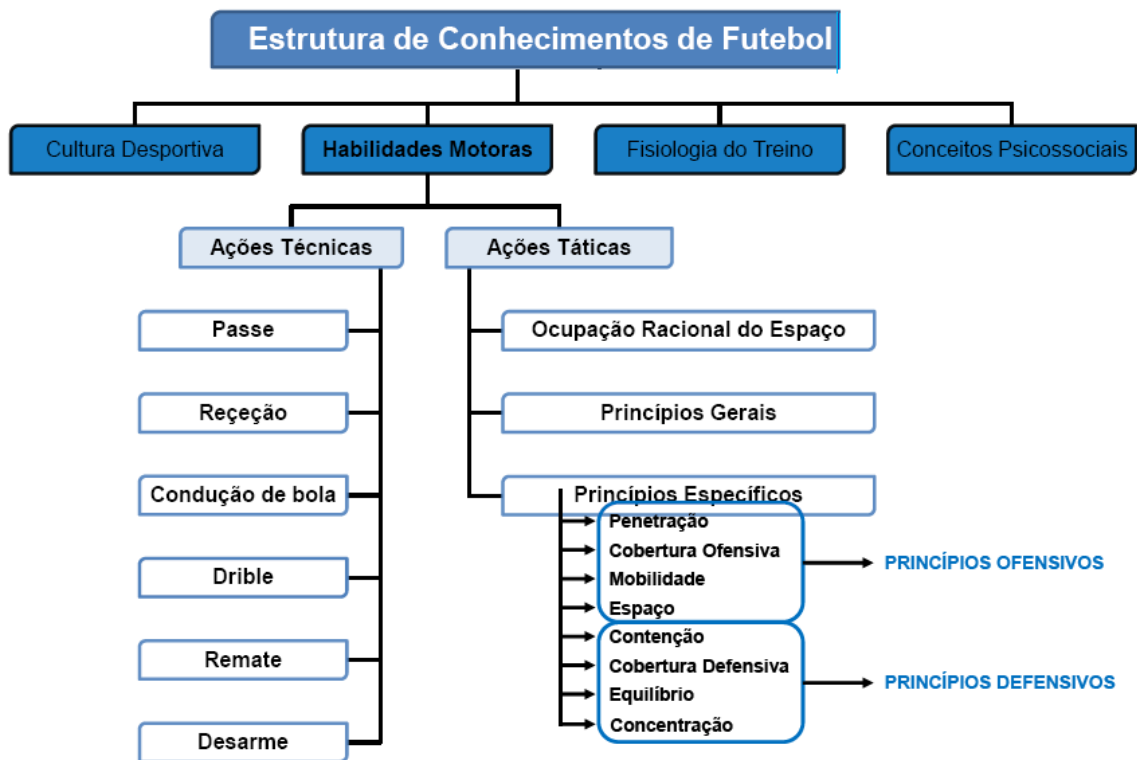 Estrutura de Conhecimentos de Futebol
Cultura Desportiva
Habilidades Motoras
Fisiologia do Treino
Conceitos Psicossociais
Ações Técnicas
Ações Táticas
Passe
Reçeção
Condução de bola
Drible
Remate
Desarme
Ocupação Racional do Espaço
Princípios Gerais
Princípios Específicos
Penetração
Cobertura Ofensiva
Mobilidade
Espaço
PRINCÍPIOS OFENSIVOS
Contenção
Cobertura Defensiva
Equilíbrio
Concentração
PRINCÍPIOS DEFENSIVOS